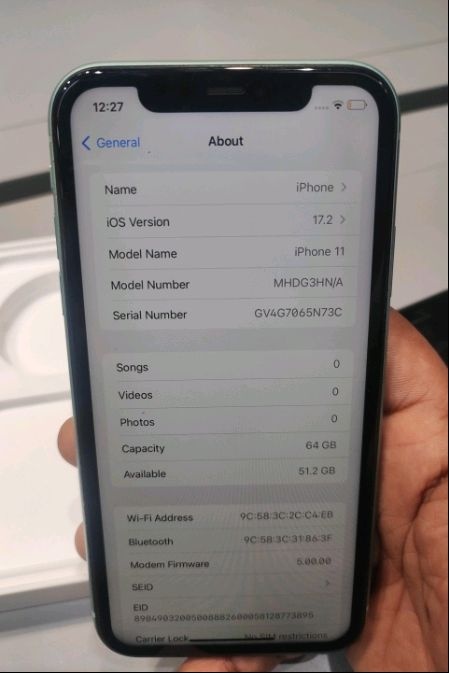 12:27
General
About
Name iPhone
iOS Version 17.2
Model Name iPhone 11
Model Number MHDG3HN/A
Serial Number GV4G7065N73C
Songs 0
Videos 0
Photos 0
Capacity 64 GB
Available 51.2 GB
Wi-Fi Address 9C:58:3C:2C:C4:EB
Bluetooth 9C:58:3C:31:86:3F
Modem Firmware 5.00.00
SEID
EID
89049032005008882600058128773895
Carrier Lock No SIM restrictions